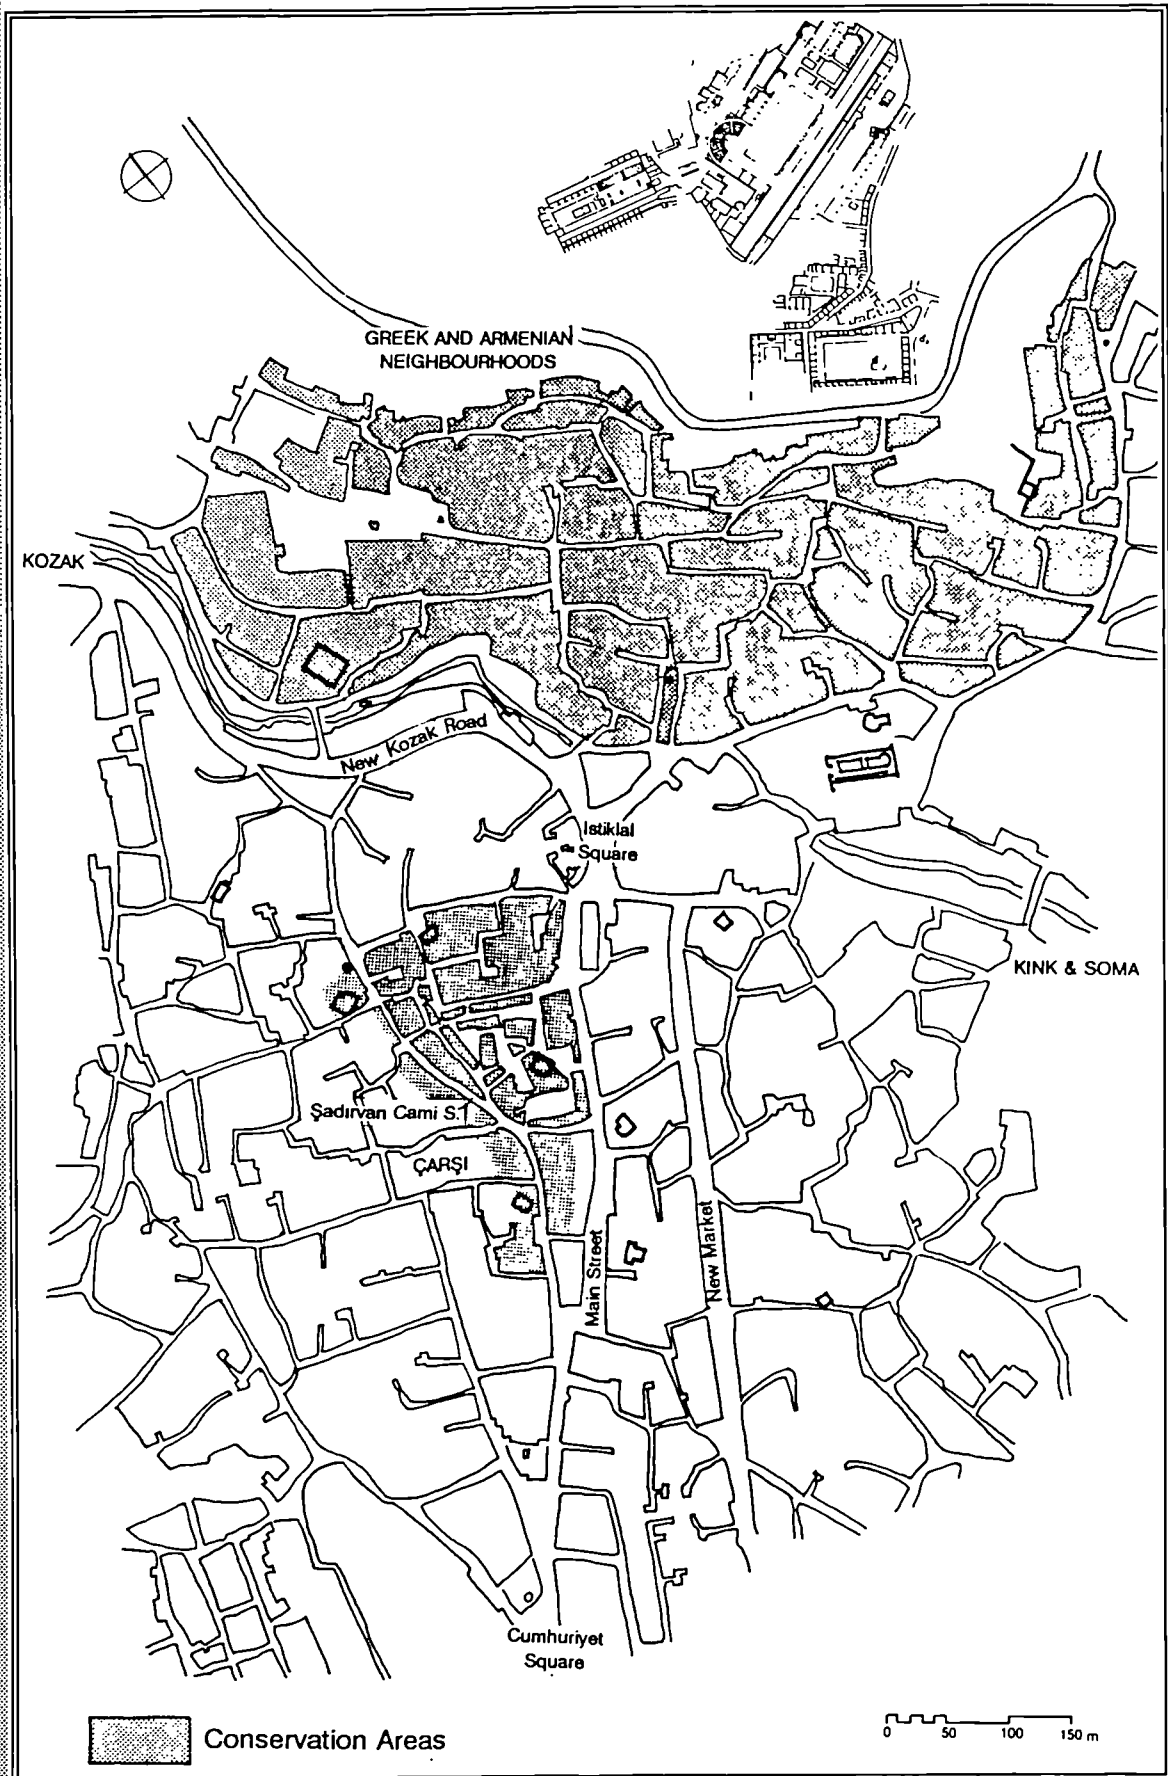 GREEK AND ARMENIAN
NEIGHBOURHOODS
KOZAK
New Kozak Road
Istiklal
Square
KINK & SOMA
Şadırvan Cami S.
ÇARŞI
Main Street
New Market
Cumhuriyet
Square
Conservation Areas
0 50 100 150 m